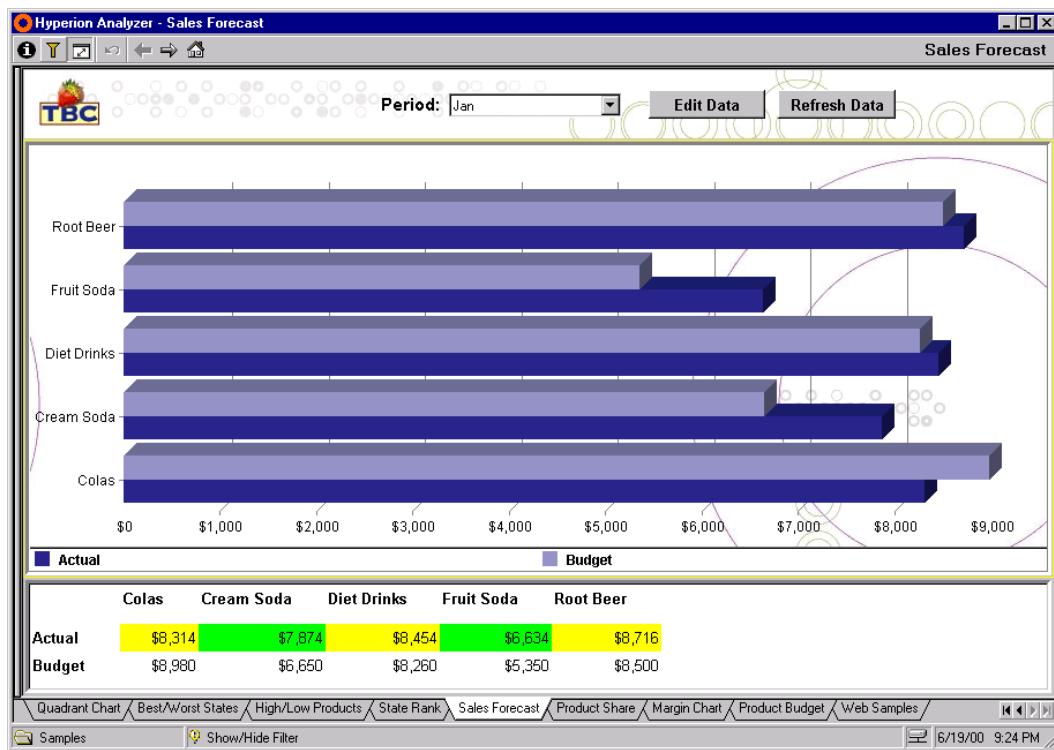 Hyperion Analyzer - Sales Forecast
Sales Forecast
TBC
Period: Jan Edit Data Refresh Data
Root Beer
Fruit Soda
Diet Drinks
Cream Soda
Colas
$0 $1,000 $2,000 $3,000 $4,000 $5,000 $6,000 $7,000 $8,000 $9,000
Actual Budget
Colas Cream Soda Diet Drinks Fruit Soda Root Beer
Actual $8,314 $7,874 $8,454 $6,634 $8,716
Budget $8,980 $6,650 $8,260 $5,350 $8,500
Quadrant Chart Best/Worst States High/Low Products State Rank Sales Forecast Product Share Margin Chart Product Budget Web Samples
Samples Show/Hide Filter 6/19/00 9:24 PM